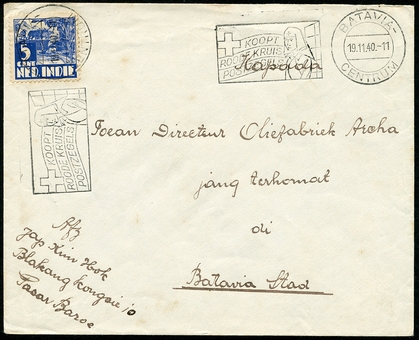 5
CENT
NED. INDIE
KOOPT
ROODE KRUIS
POSTZEGELS
BATAVIA-
19.11.40.-11
CENTRUM
Kapada
KOOPT
ROODE KRUIS
POSTZEGELS
Toean Directeur Oliefabriek Archa
jang terhormat
di
Batavia Stad
Afz
Jap Kim Hok
Blakang Kongsie 10
Pasar Baroe